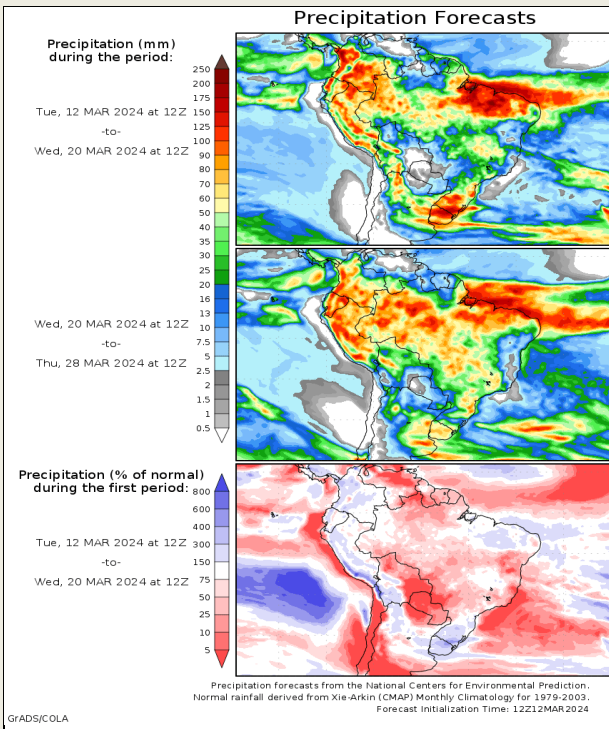 Precipitation Forecasts
Precipitation (mm)
during the period:
Tue, 12 MAR 2024 at 12Z
-to-
Wed, 20 MAR 2024 at 12Z
250
200
175
150
125
100
90
80
70
60
50
40
35
30
25
20
16
13
10
7.5
5
2.5
2
1.5
1
0.5
Wed, 20 MAR 2024 at 12Z
-to-
Thu, 28 MAR 2024 at 12Z
Precipitation (% of normal)
during the first period:
Tue, 12 MAR 2024 at 12Z
-to-
Wed, 20 MAR 2024 at 12Z
800
600
400
300
150
75
50
25
10
5
Precipitation forecasts from the National Centers for Environmental Prediction.
Normal rainfall derived from Xie-Arkin (CMAP) Monthly Climatology for 1979-2003.
Forecast Initialization Time: 12Z12MAR2024
GrADS/COLA